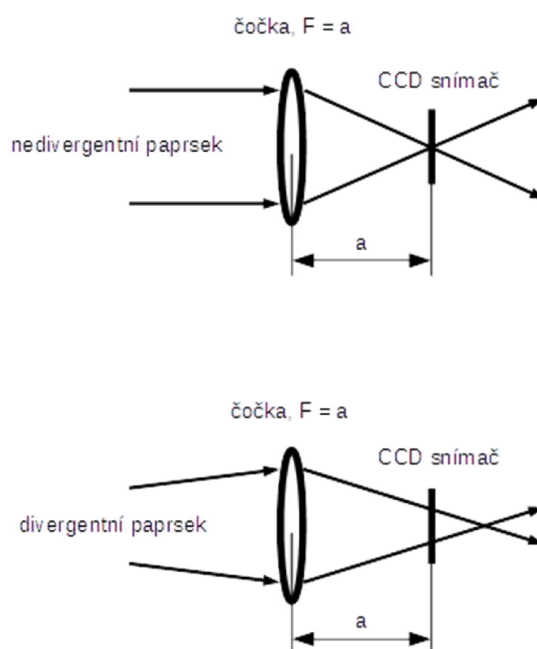 čočka, F = a
CCD snímač
nedivergentní paprsek
a
čočka, F = a
CCD snímač
divergentní paprsek
a